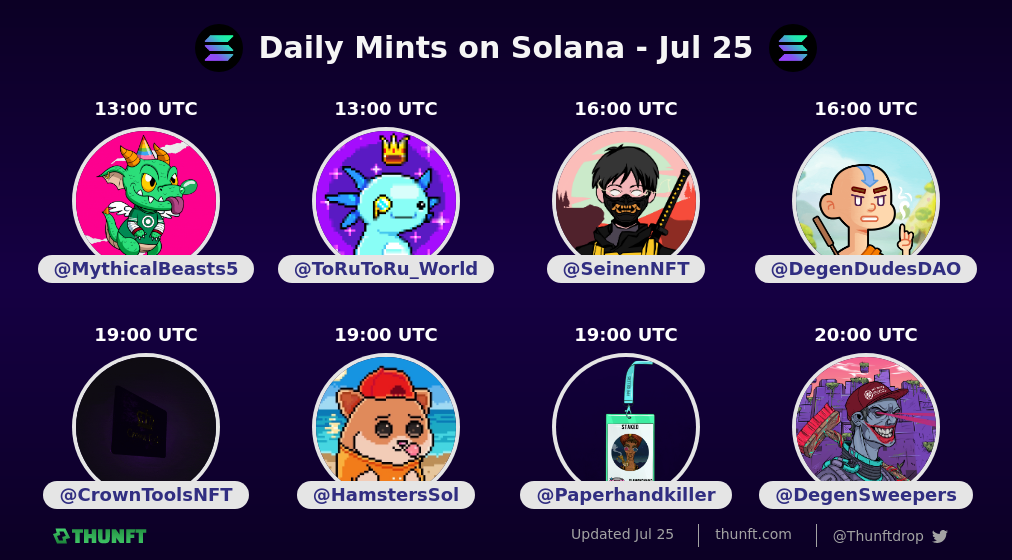 Daily Mints on Solana - Jul 25
13:00 UTC
13:00 UTC
16:00 UTC
16:00 UTC
@MythicalBeasts5
@ToRuToRu_World
@SeinenNFT
@DegenDudesDAO
19:00 UTC
19:00 UTC
19:00 UTC
20:00 UTC
STAKED
@CrownToolsNFT
@HamstersSol
@Paperhandkiller
@DegenSweepers
THUNFT
Updated Jul 25
thunft.com
@Thunftdrop